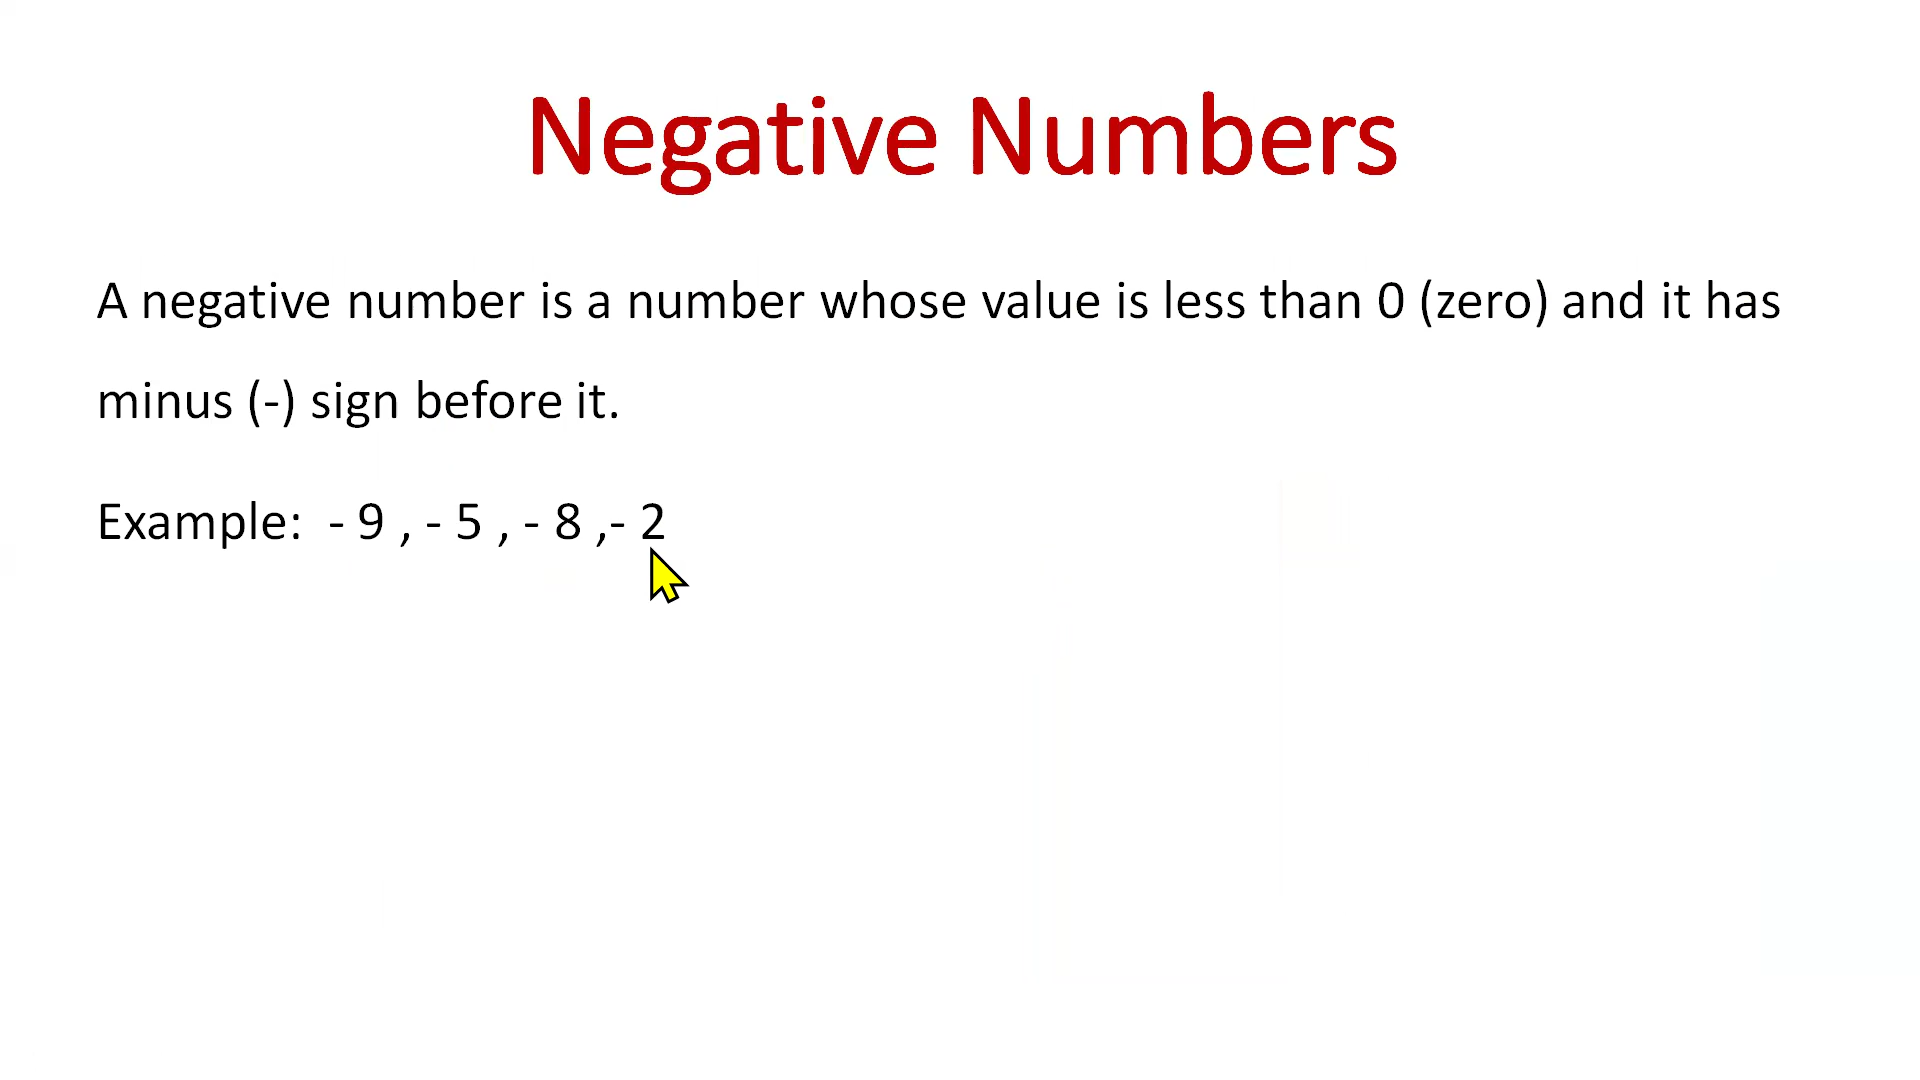 Negative Numbers
A negative number is a number whose value is less than 0 (zero) and it has
minus (-) sign before it.
Example:  - 9 , - 5 , - 8 ,- 2